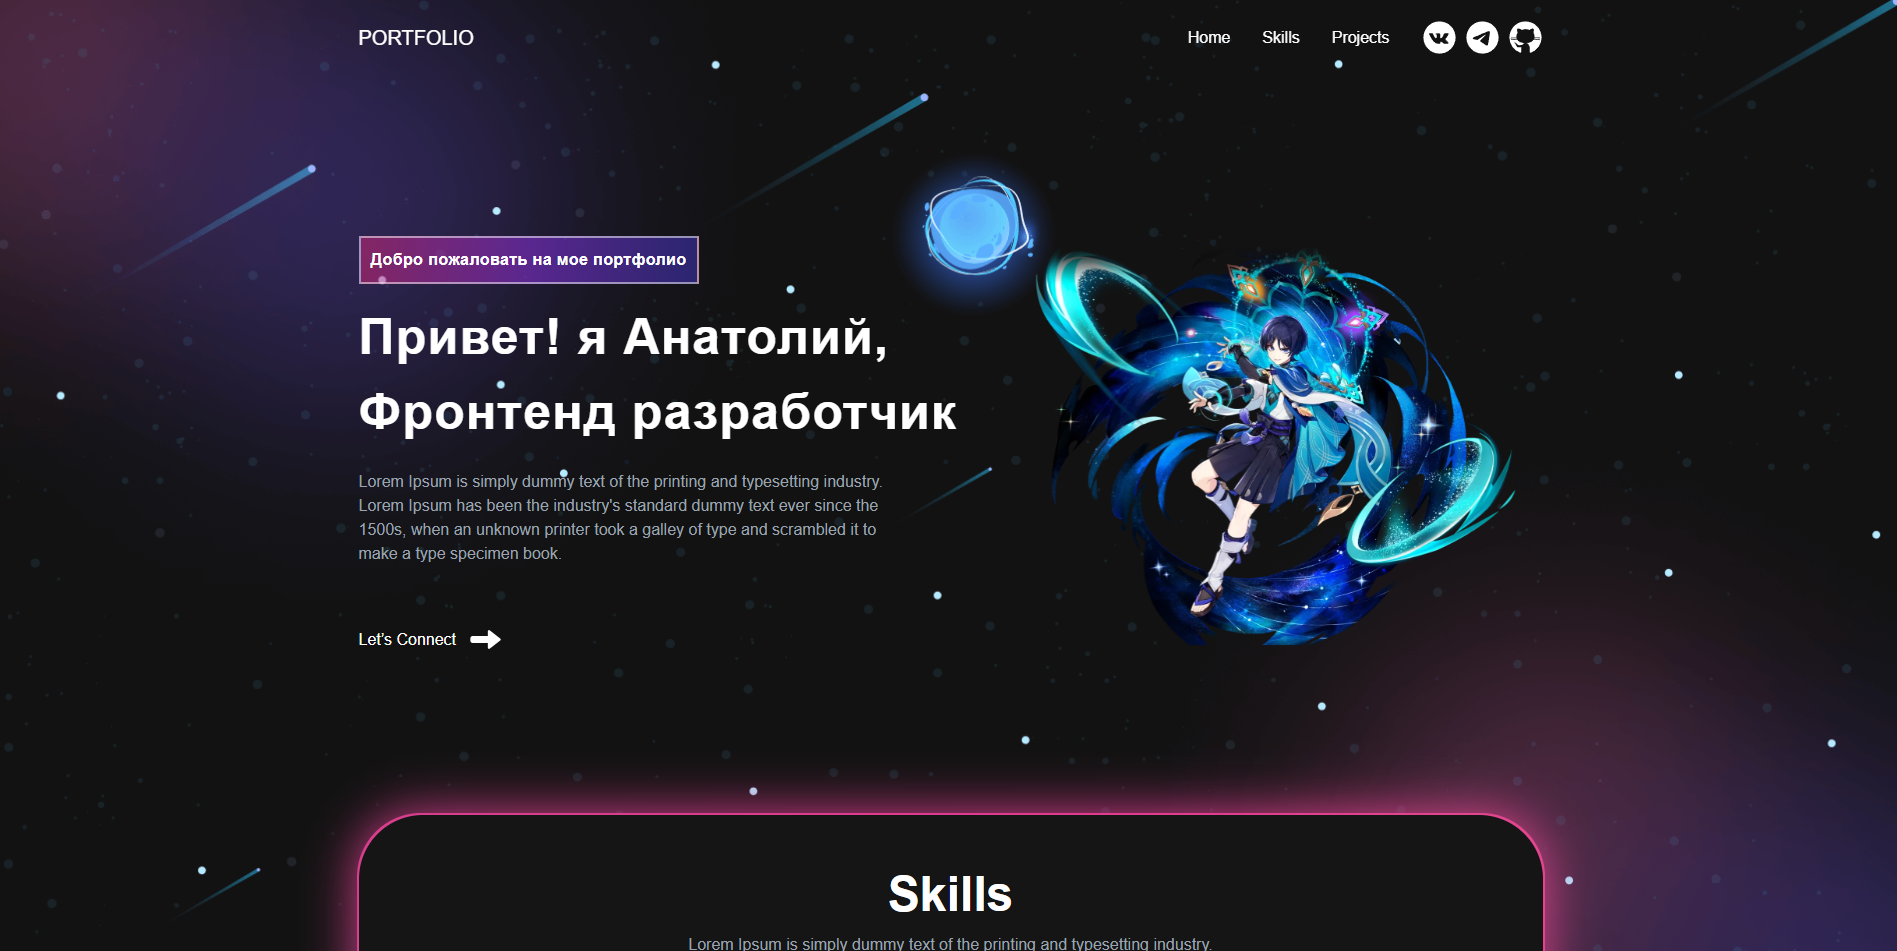 PORTFOLIO
Home
Skills
Projects
Добро пожаловать на мое портфолио
Привет! я Анатолий,
Фронтенд разработчик
Lorem Ipsum is simply dummy text of the printing and typesetting industry.
Lorem Ipsum has been the industry's standard dummy text ever since the
1500s, when an unknown printer took a galley of type and scrambled it to
make a type specimen book.
Let's Connect
Skills
Lorem Ipsum is simply dummy text of the printing and typesetting industry.